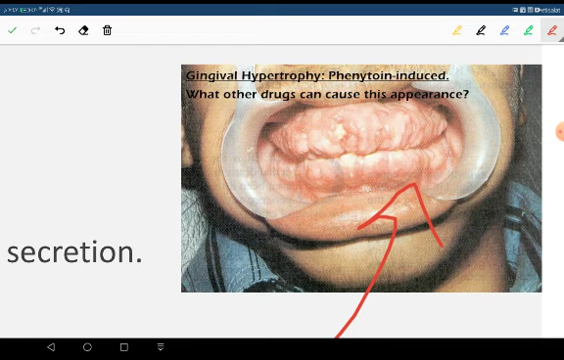 Gingival Hypertrophy: Phenytoin-induced.
What other drugs can cause this appearance?
secretion.